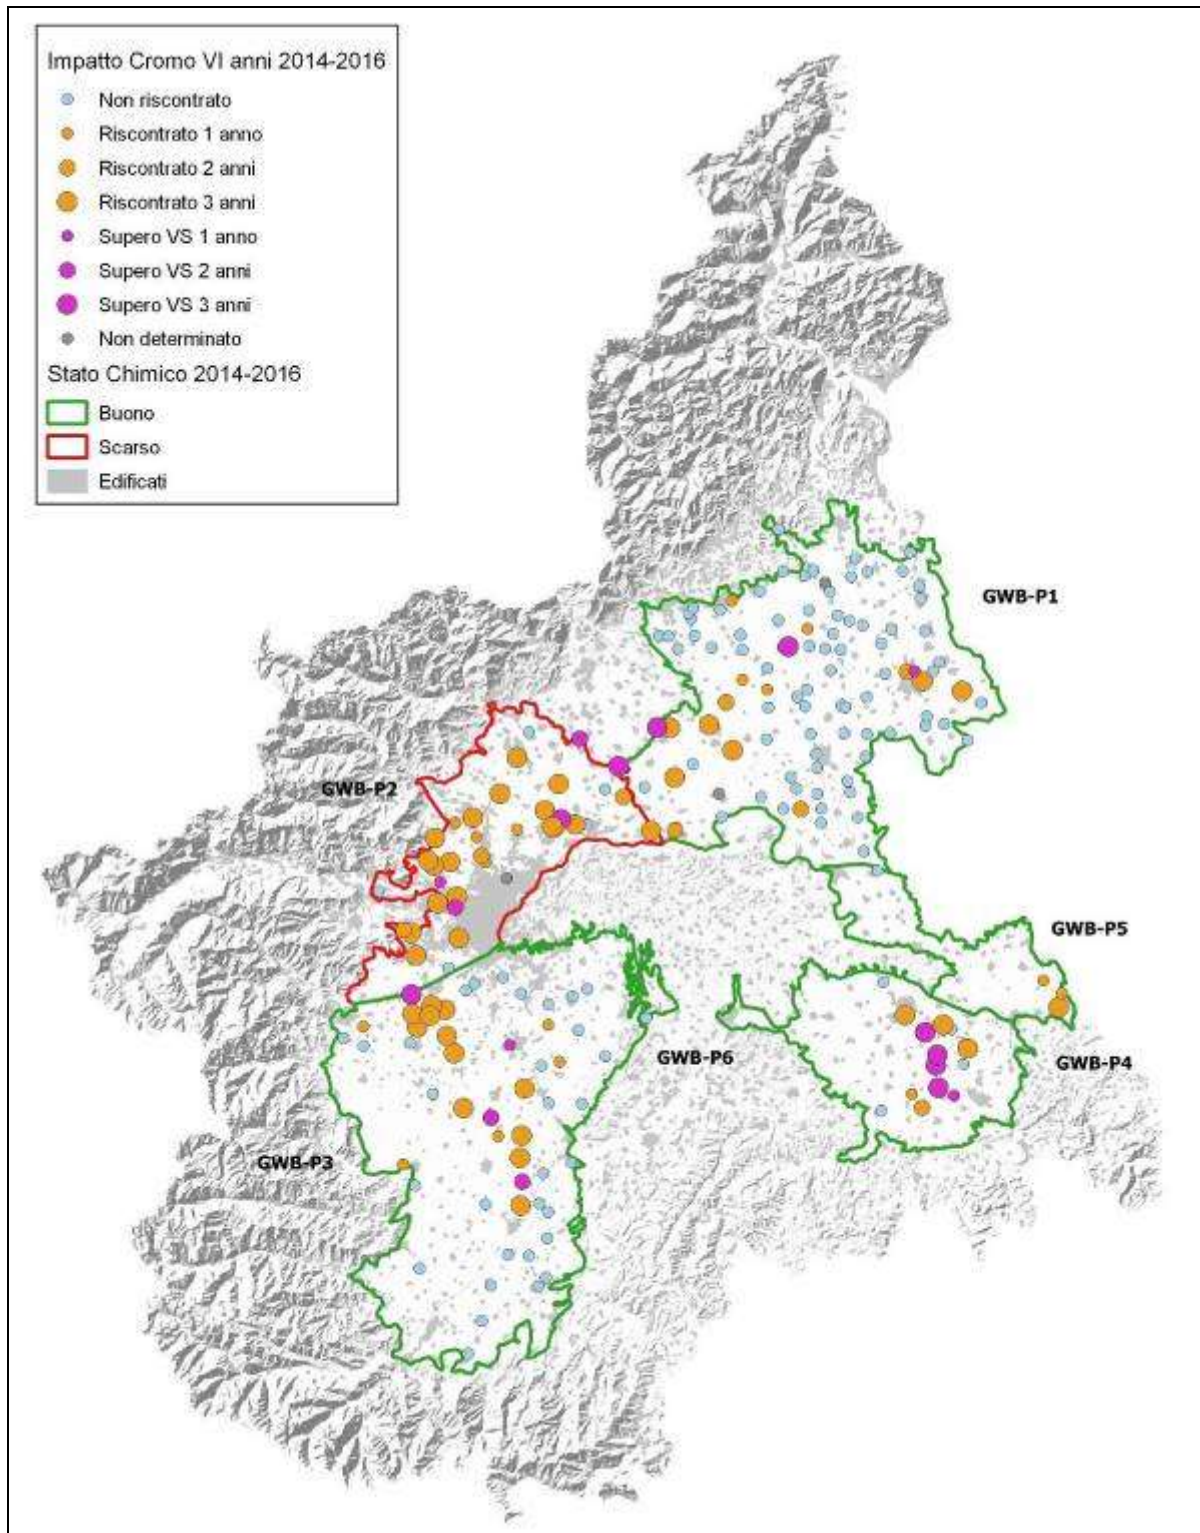 Impatto Cromo VI anni 2014-2016
Non riscontrato
Riscontrato 1 anno
Riscontrato 2 anni
Riscontrato 3 anni
Supero VS 1 anno
Supero VS 2 anni
Supero VS 3 anni
Non determinato
Stato Chimico 2014-2016
Buono
Scarso
Edificati
GWB-P1
GWB-P2
GWB-P5
GWB-P6
GWB-P4
GWB-P3